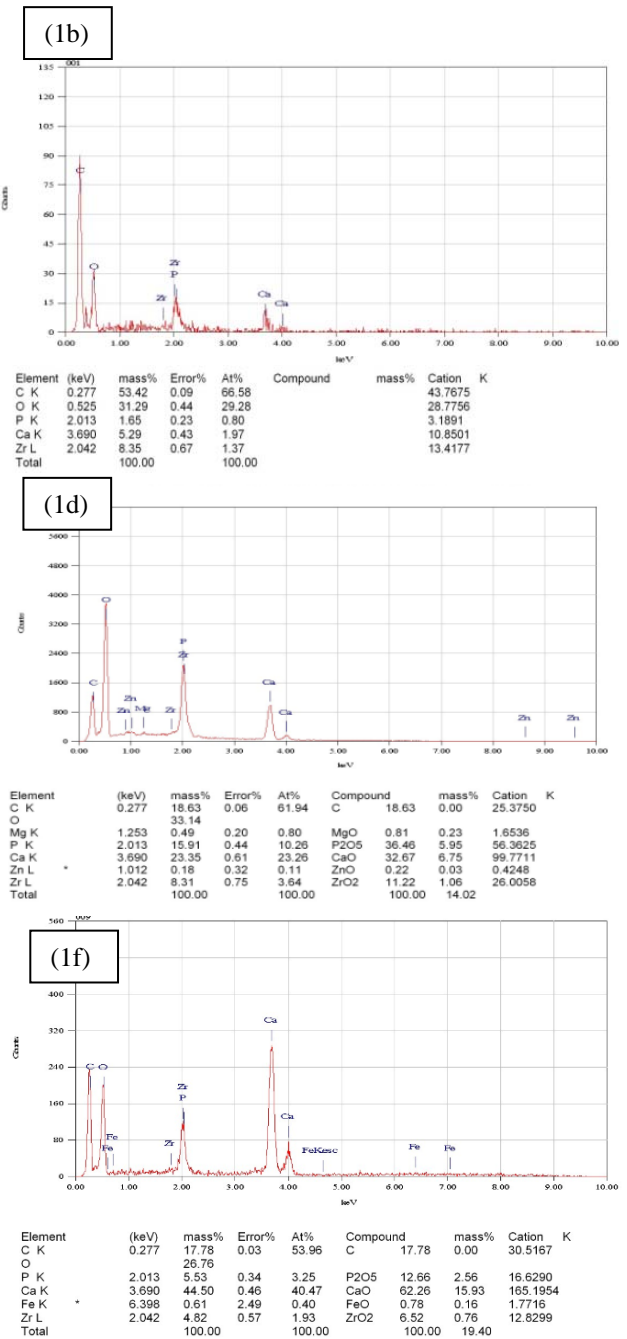 (1b)
001
135
120
105
90
75
60
45
30
15
0
Counts
C
O
Zr
Zr
P
Ca
Ca
0.00 1.00 2.00 3.00 4.00 5.00 6.00 7.00 8.00 9.00 10.00
keV
Element (keV) mass% Error% At% Compound mass% Cation K
C K 0.277 53.42 0.09 66.58 43.7675
O K 0.525 31.29 0.44 29.28 28.7756
P K 2.013 1.65 0.23 0.80 3.1891
Ca K 3.690 5.29 0.43 1.97 10.8501
Zr L 2.042 8.35 0.67 1.37 13.4177
Total 100.00 100.00
(1d)
5600
4800
4000
3200
2400
1600
800
0
Counts
C
O
Zn
Zn
Mg
Zr
P
Zr
Ca
Ca
Zn
Zn
0.00 1.00 2.00 3.00 4.00 5.00 6.00 7.00 8.00 9.00 10.00
keV
Element (keV) mass% Error% At% Compound mass% Cation K
C K 0.277 18.63 0.06 61.94 C 18.63 0.00 25.3750
O 33.14
Mg K 1.253 0.49 0.20 0.80 MgO 0.81 0.23 1.6536
P K 2.013 15.91 0.44 10.26 P2O5 36.46 5.95 56.3625
Ca K 3.690 23.35 0.61 23.26 CaO 32.67 6.75 99.7711
Zn L * 1.012 0.18 0.32 0.11 ZnO 0.22 0.03 0.4248
Zr L 2.042 8.31 0.75 3.64 ZrO2 11.22 1.06 26.0058
Total 100.00 100.00 100.00 14.02
(1f)
009
560
480
400
320
240
160
80
0
Counts
C
O
Fe
Fe
Zr
Zr
P
Ca
Ca
FeKesc
Fe
Fe
0.00 1.00 2.00 3.00 4.00 5.00 6.00 7.00 8.00 9.00 10.00
keV
Element (keV) mass% Error% At% Compound mass% Cation K
C K 0.277 17.78 0.03 53.96 C 17.78 0.00 30.5167
O 26.76
P K 2.013 5.53 0.34 3.25 P2O5 12.66 2.56 16.6290
Ca K 3.690 44.50 0.46 40.47 CaO 62.26 15.93 165.1954
Fe K * 6.398 0.61 2.49 0.40 FeO 0.78 0.16 1.7716
Zr L 2.042 4.82 0.57 1.93 ZrO2 6.52 0.76 12.8299
Total 100.00 100.00 100.00 19.40